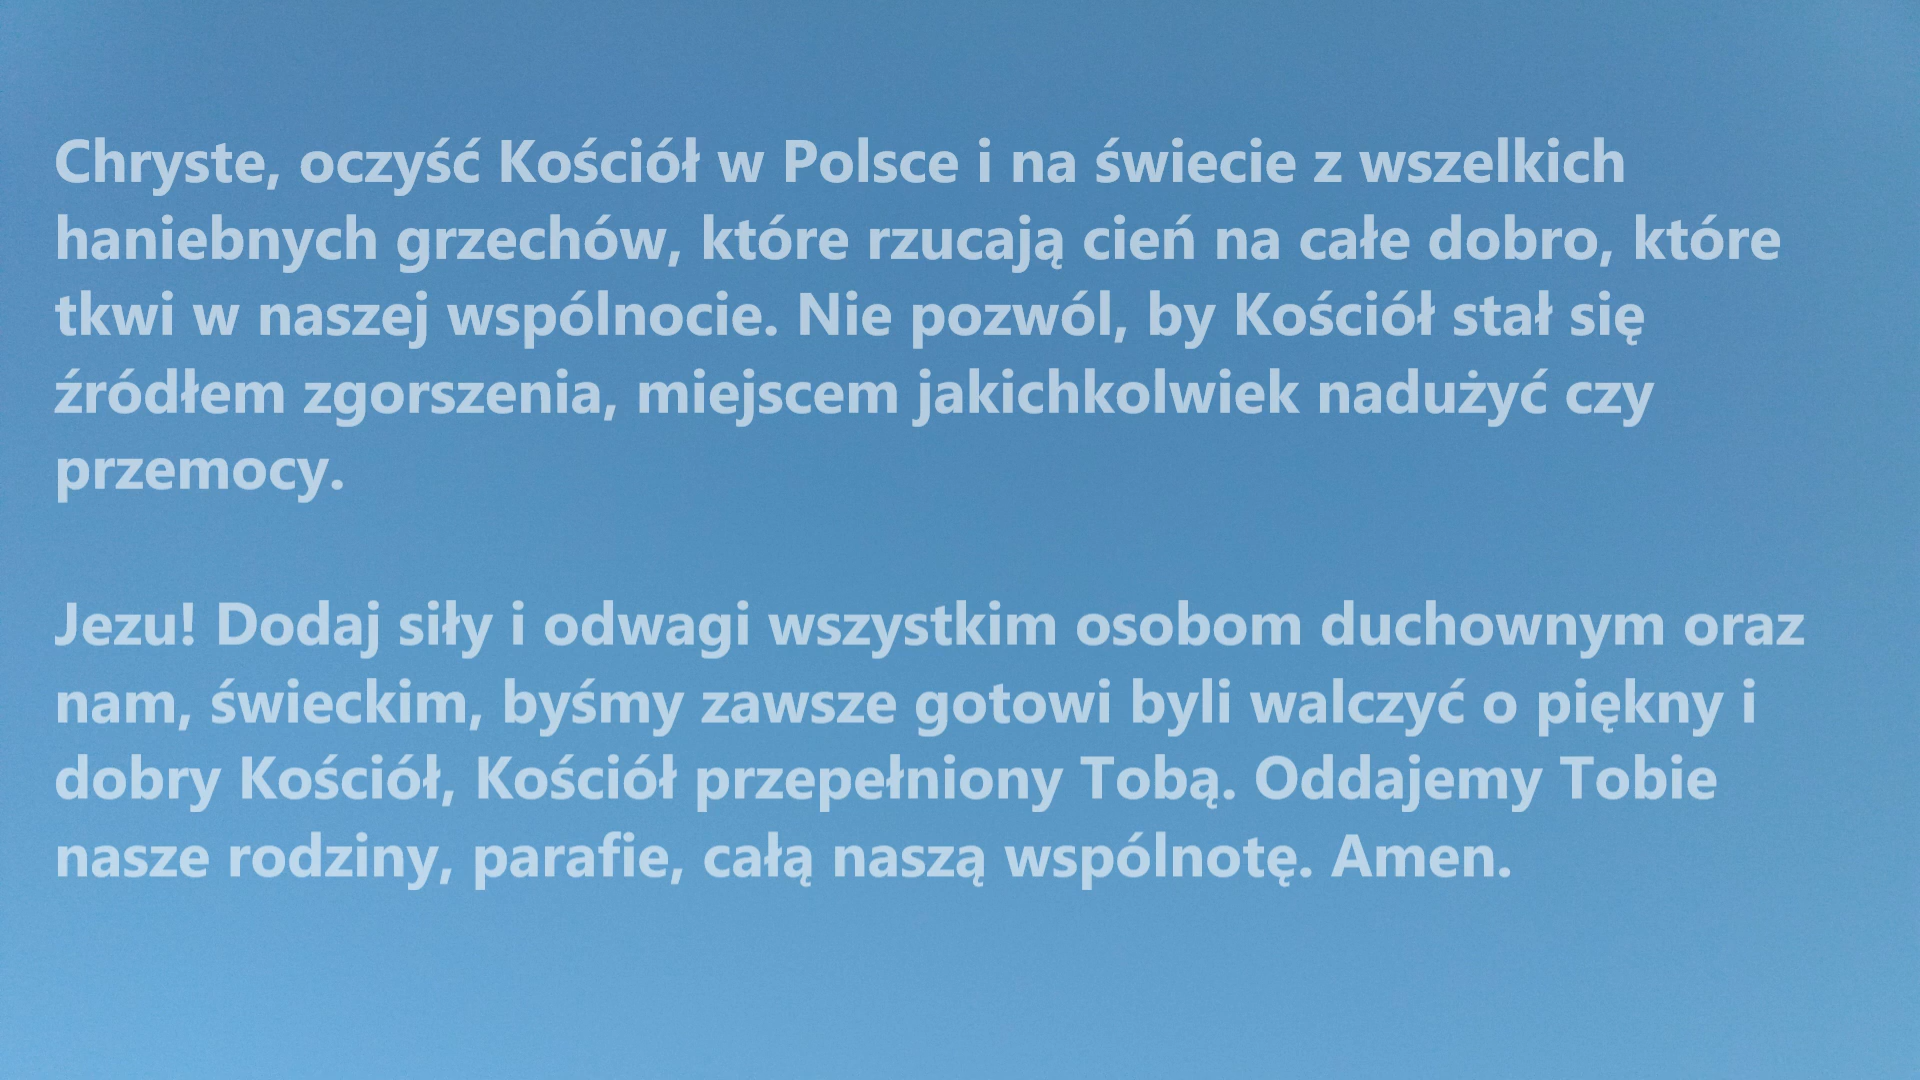 Chryste, oczyść Kościół w Polsce i na świecie z wszelkich
haniebnych grzechów, które rzucają cień na całe dobro, które
tkwi w naszej wspólnocie. Nie pozwól, by Kościół stał się
źródłem zgorszenia, miejscem jakichkolwiek nadużyć czy
przemocy.
Jezu! Dodaj siły i odwagi wszystkim osobom duchownym oraz
nam, świeckim, byśmy zawsze gotowi byli walczyć o piękny i
dobry Kościół, Kościół przepełniony Tobą. Oddajemy Tobie
nasze rodziny, parafie, całą naszą wspólnotę. Amen.